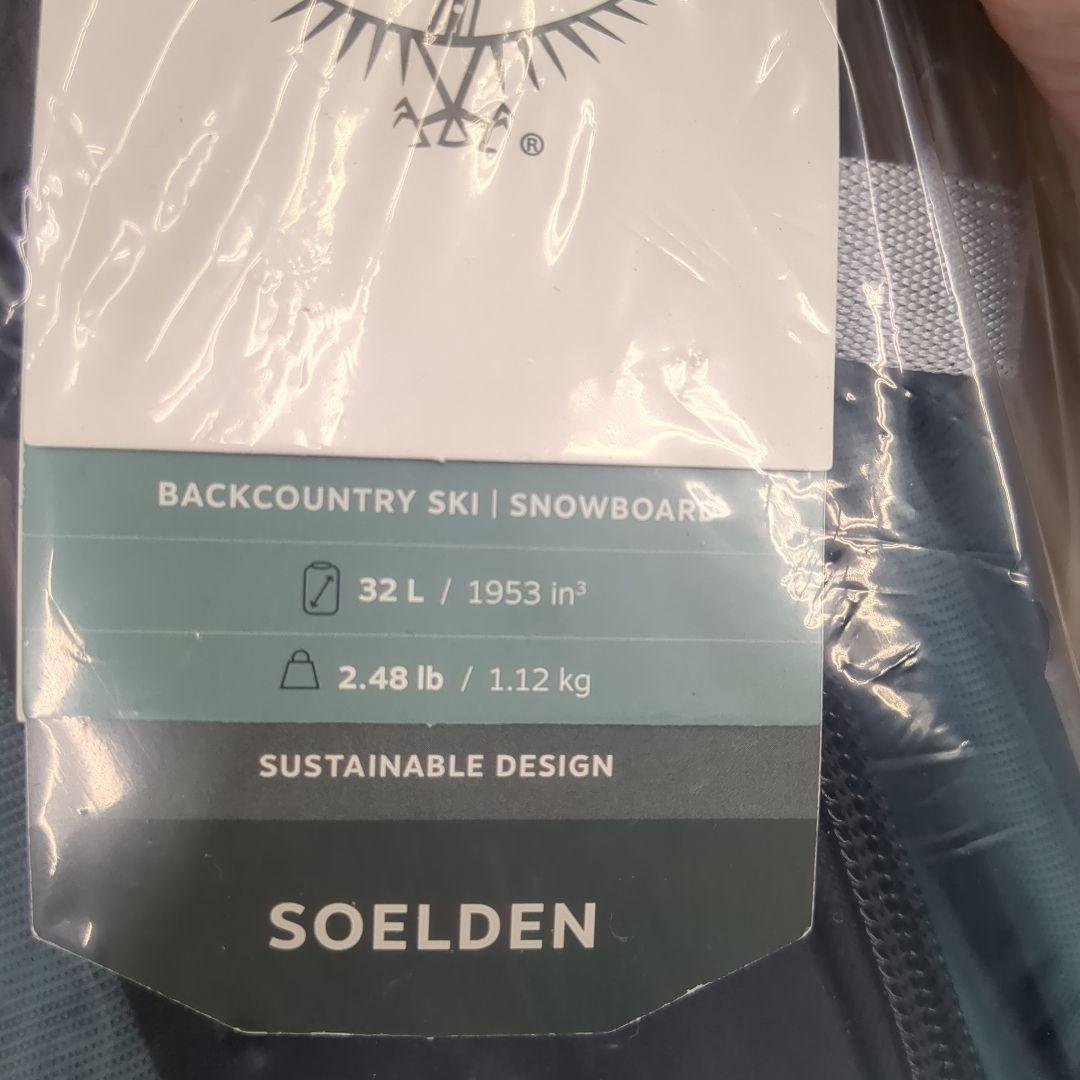 ®
BACKCOUNTRY SKI | SNOWBOARD
32 L / 1953 in³
2.48 lb / 1.12 kg
SUSTAINABLE DESIGN
SOELDEN